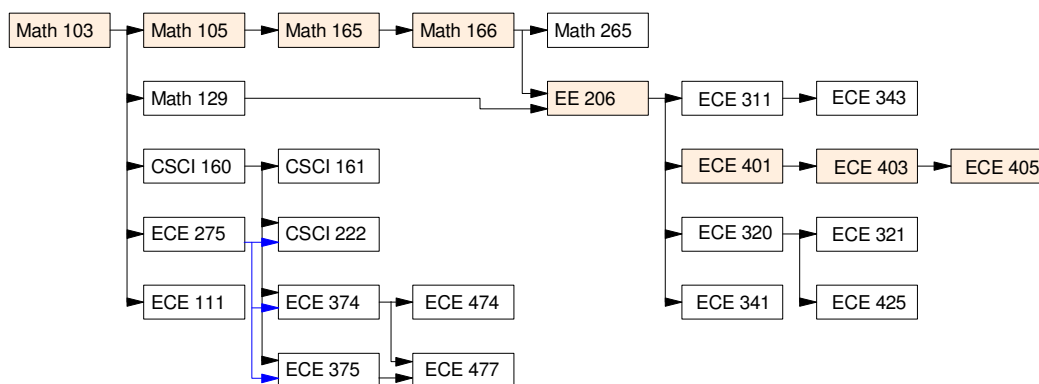 Math 103
Math 105
Math 165
Math 166
Math 265
Math 129
EE 206
ECE 311
ECE 343
CSCI 160
CSCI 161
ECE 401
ECE 403
ECE 405
ECE 275
CSCI 222
ECE 320
ECE 321
ECE 111
ECE 374
ECE 474
ECE 341
ECE 425
ECE 375
ECE 477